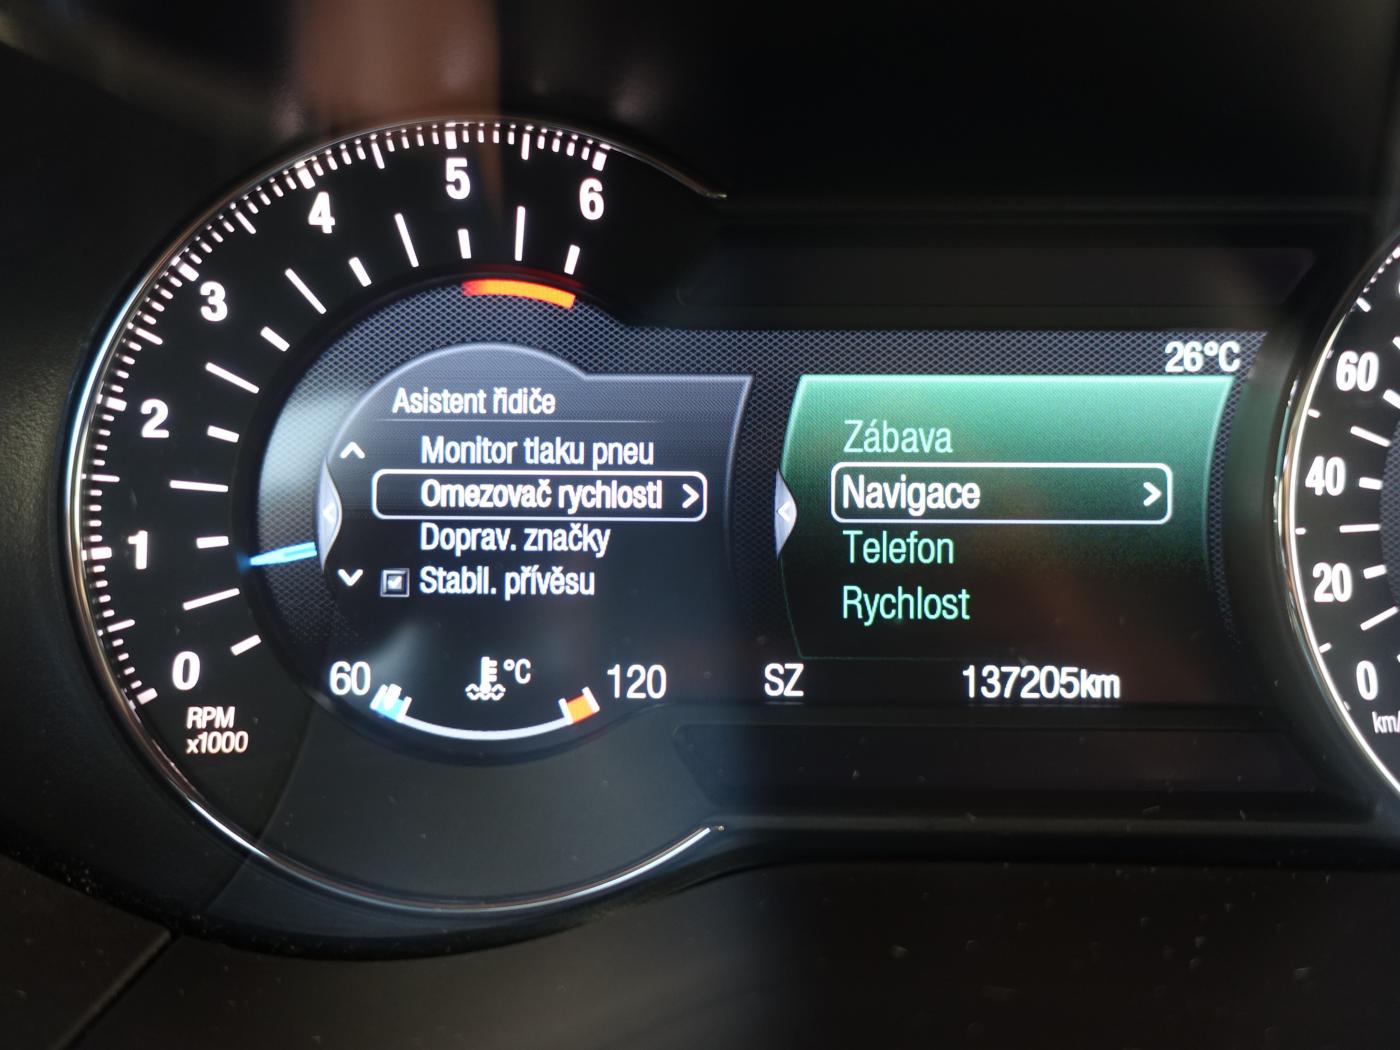 6
5
4
3
2
1
0
RPM
x1000
Asistent řidiče
Monitor tlaku pneu
Omezovač rychlosti
Doprav. značky
Stabil. přívěsu
60
°C
120
26°C
Zábava
Navigace
Telefon
Rychlost
SZ
137205km
60
40
20
0
km/